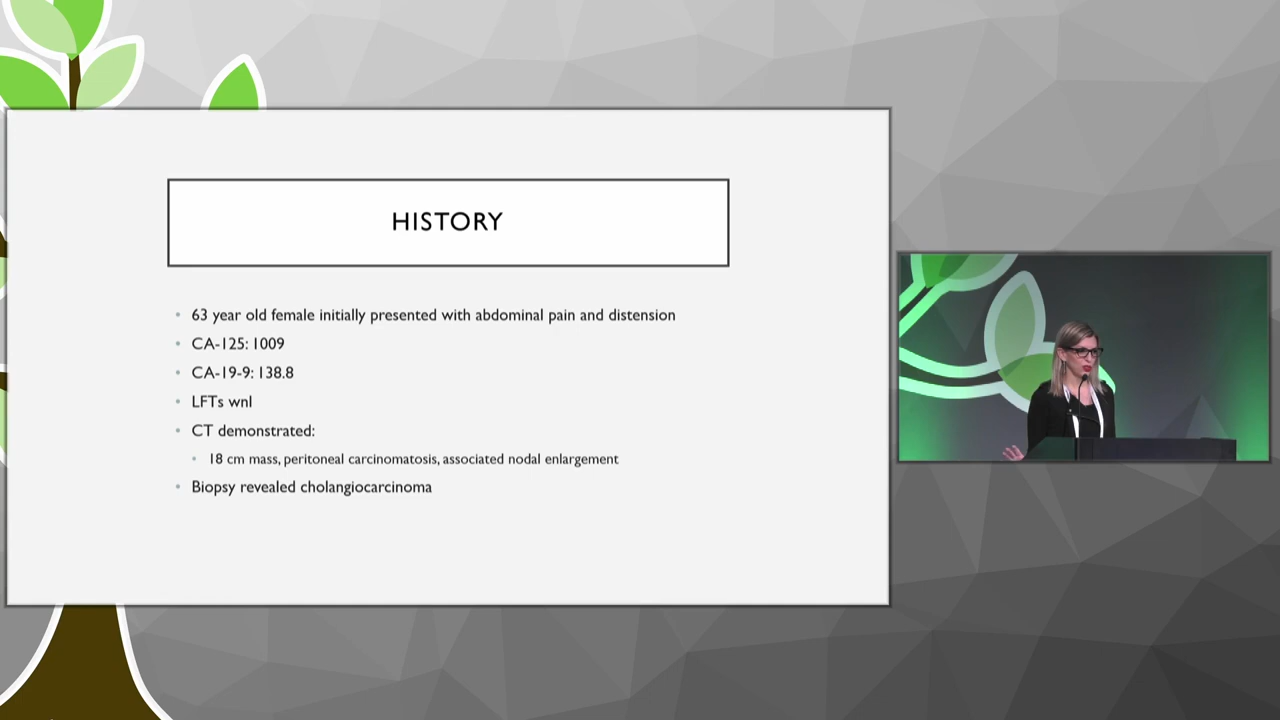 HISTORY
63 year old female initially presented with abdominal pain and distension
CA-125: 1009
CA-19-9: 138.8
LFTs wnl
CT demonstrated:
18 cm mass, peritoneal carcinomatosis, associated nodal enlargement
Biopsy revealed cholangiocarcinoma